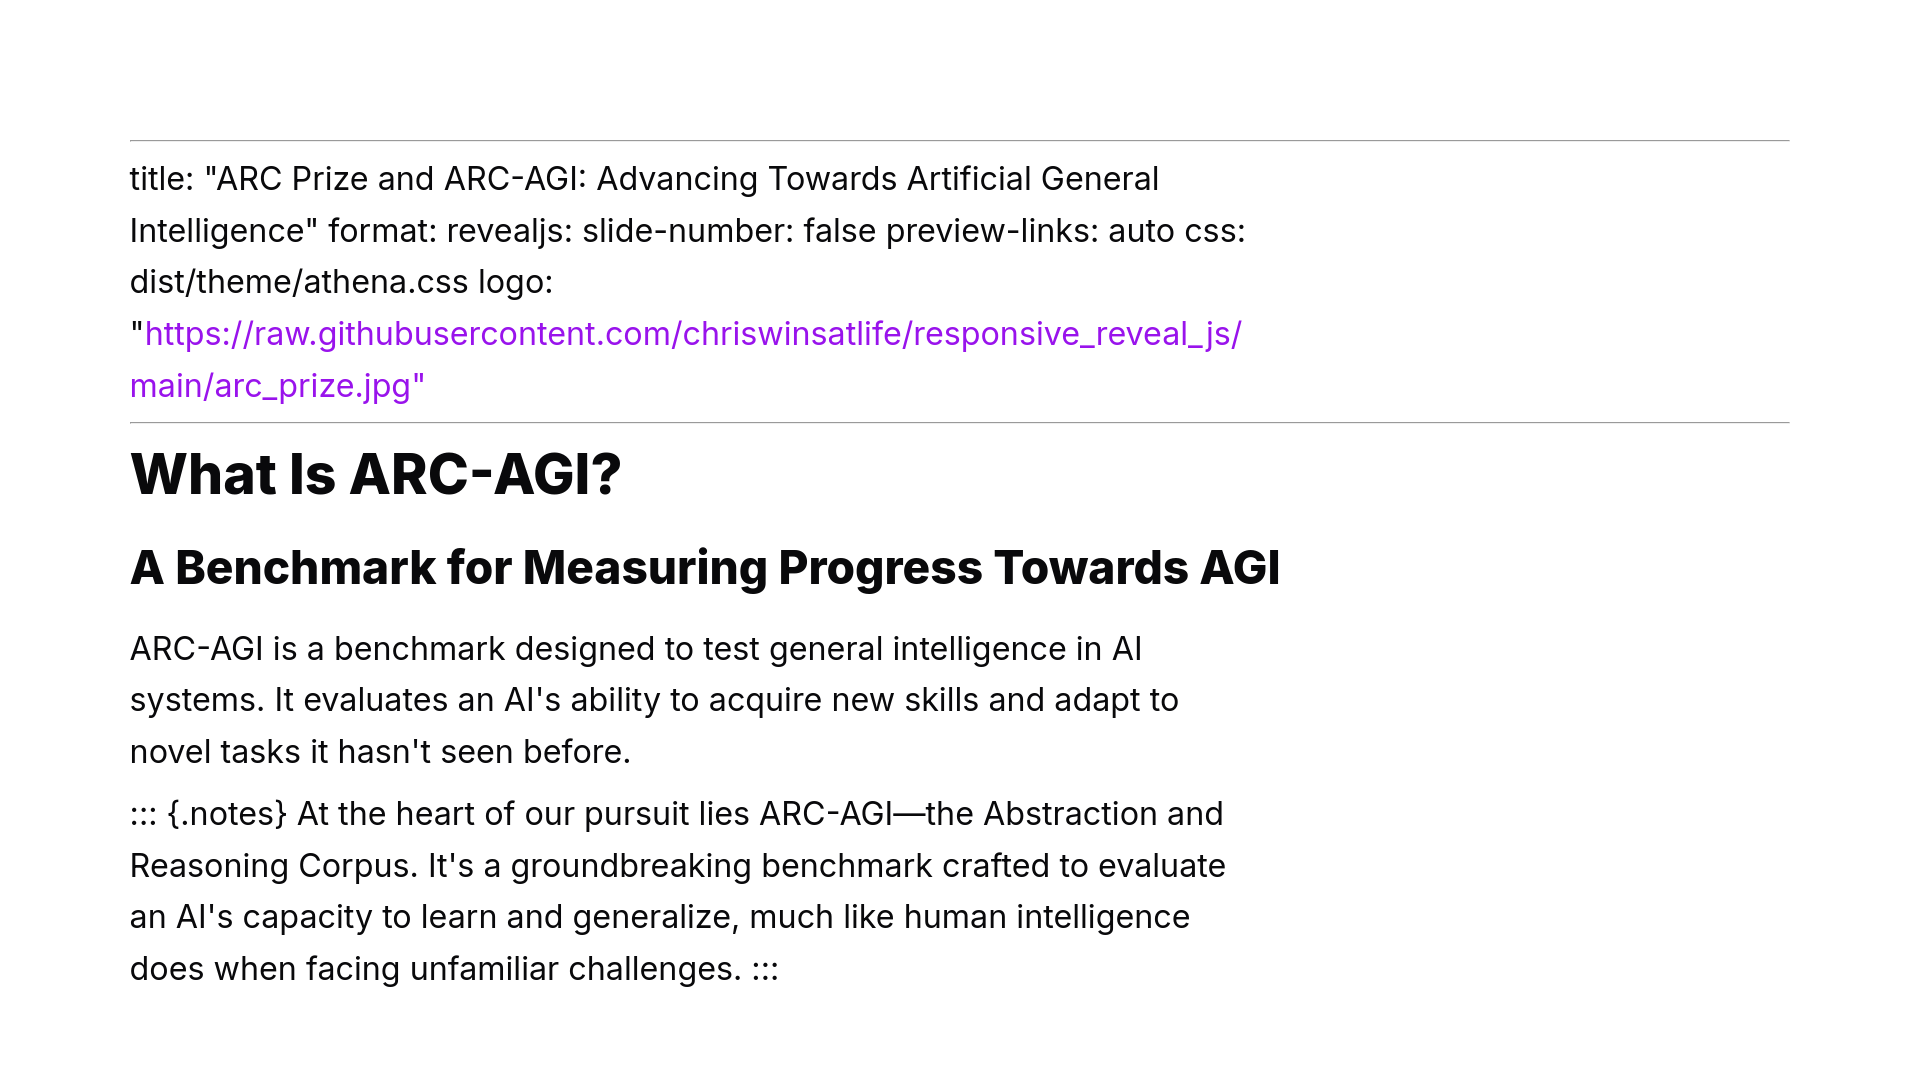 title: "ARC Prize and ARC-AGI: Advancing Towards Artificial General
Intelligence" format: revealjs: slide-number: false preview-links: auto css:
dist/theme/athena.css logo:
"https://raw.githubusercontent.com/chriswinsatlife/responsive_reveal_js/
main/arc_prize.jpg"
What Is ARC-AGI?
A Benchmark for Measuring Progress Towards AGI
ARC-AGI is a benchmark designed to test general intelligence in AI
systems. It evaluates an AI's ability to acquire new skills and adapt to
novel tasks it hasn't seen before.
::: {.notes} At the heart of our pursuit lies ARC-AGI—the Abstraction and
Reasoning Corpus. It's a groundbreaking benchmark crafted to evaluate
an AI's capacity to learn and generalize, much like human intelligence
does when facing unfamiliar challenges. :::